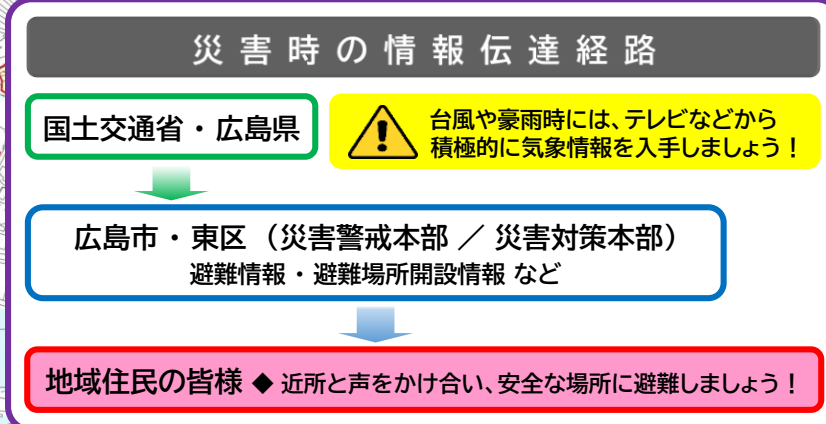 災害時の情報伝達経路
国土交通省・広島県
台風や豪雨時には、テレビなどから
積極的に気象情報を入手しましょう！
広島市・東区（災害警戒本部／災害対策本部）
避難情報・避難場所開設情報 など
地域住民の皆様 ◆ 近所と声をかけ合い、安全な場所に避難しましょう！